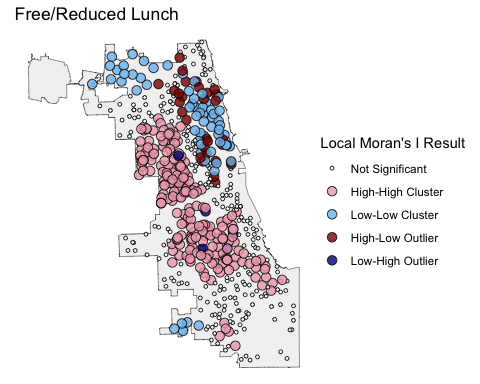 Free/Reduced Lunch
Local Moran's I Result
Not Significant
High-High Cluster
Low-Low Cluster
High-Low Outlier
Low-High Outlier